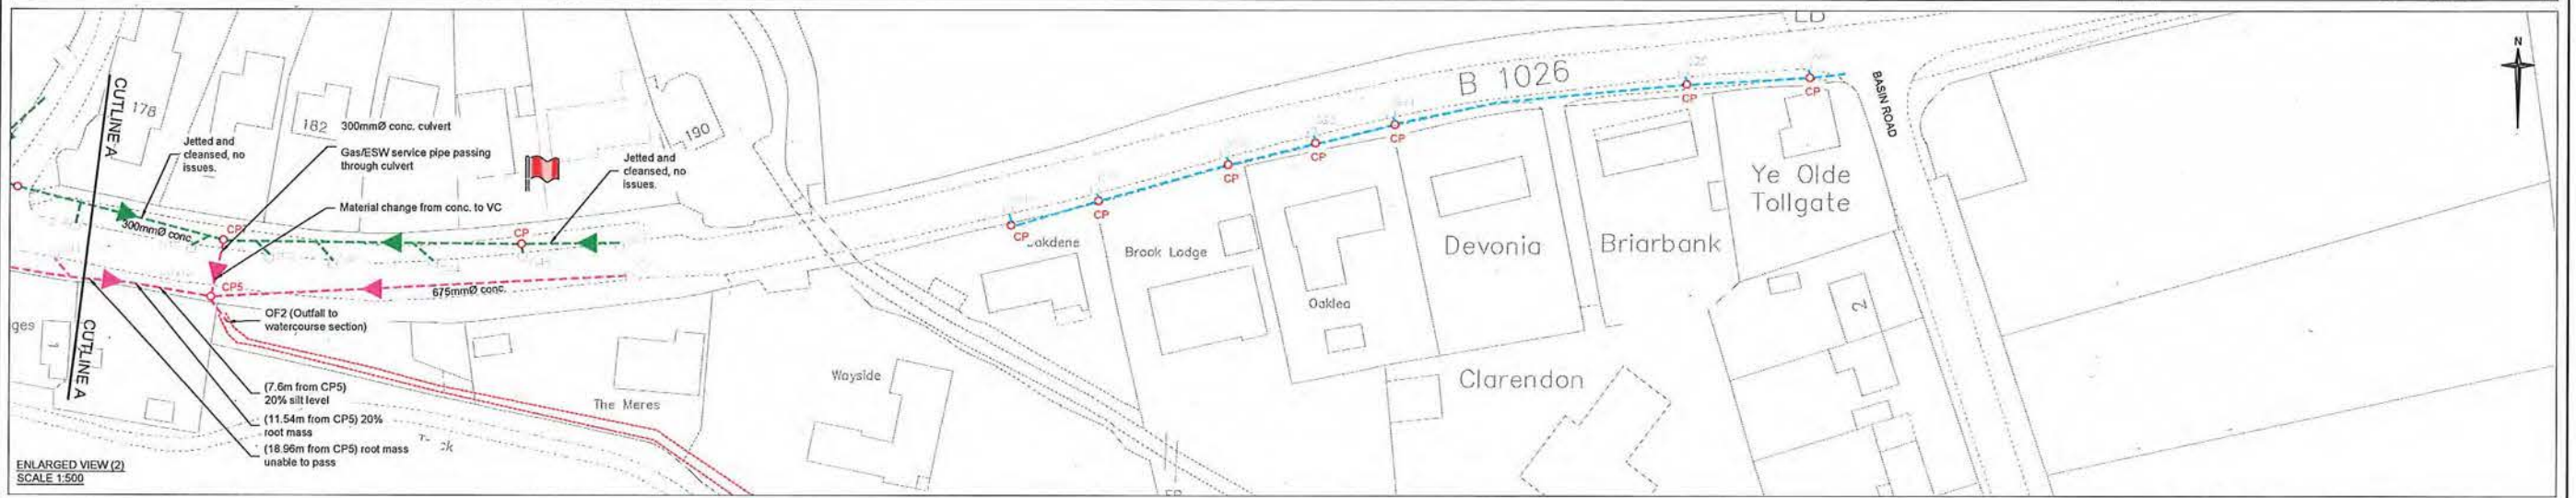 CUTLINE A
178
182
300mmØ conc. culvert
Gas/ESW service pipe passing
through culvert
Jetted and
cleansed, no
issues.
190
Jetted and
cleansed, no
issues.
Material change from conc. to VC
300mmØ conc.
CP
CP5
675mmØ conc.
OF2 (Outfall to
watercourse section)
(7.6m from CP5)
20% silt level
(11.54m from CP5) 20%
root mass
(18.96m from CP5) root mass
unable to pass
ges
1
CUTLINE A
The Meres
Wayside
CP
CP
CP
CP
CP
CP
CP
Brook Lodge
Oaklea
Devonia
Briarbank
Ye Olde
Tollgate
Clarendon
2
B 1026
BASIN ROAD
N
ENLARGED VIEW (2)
SCALE 1:500